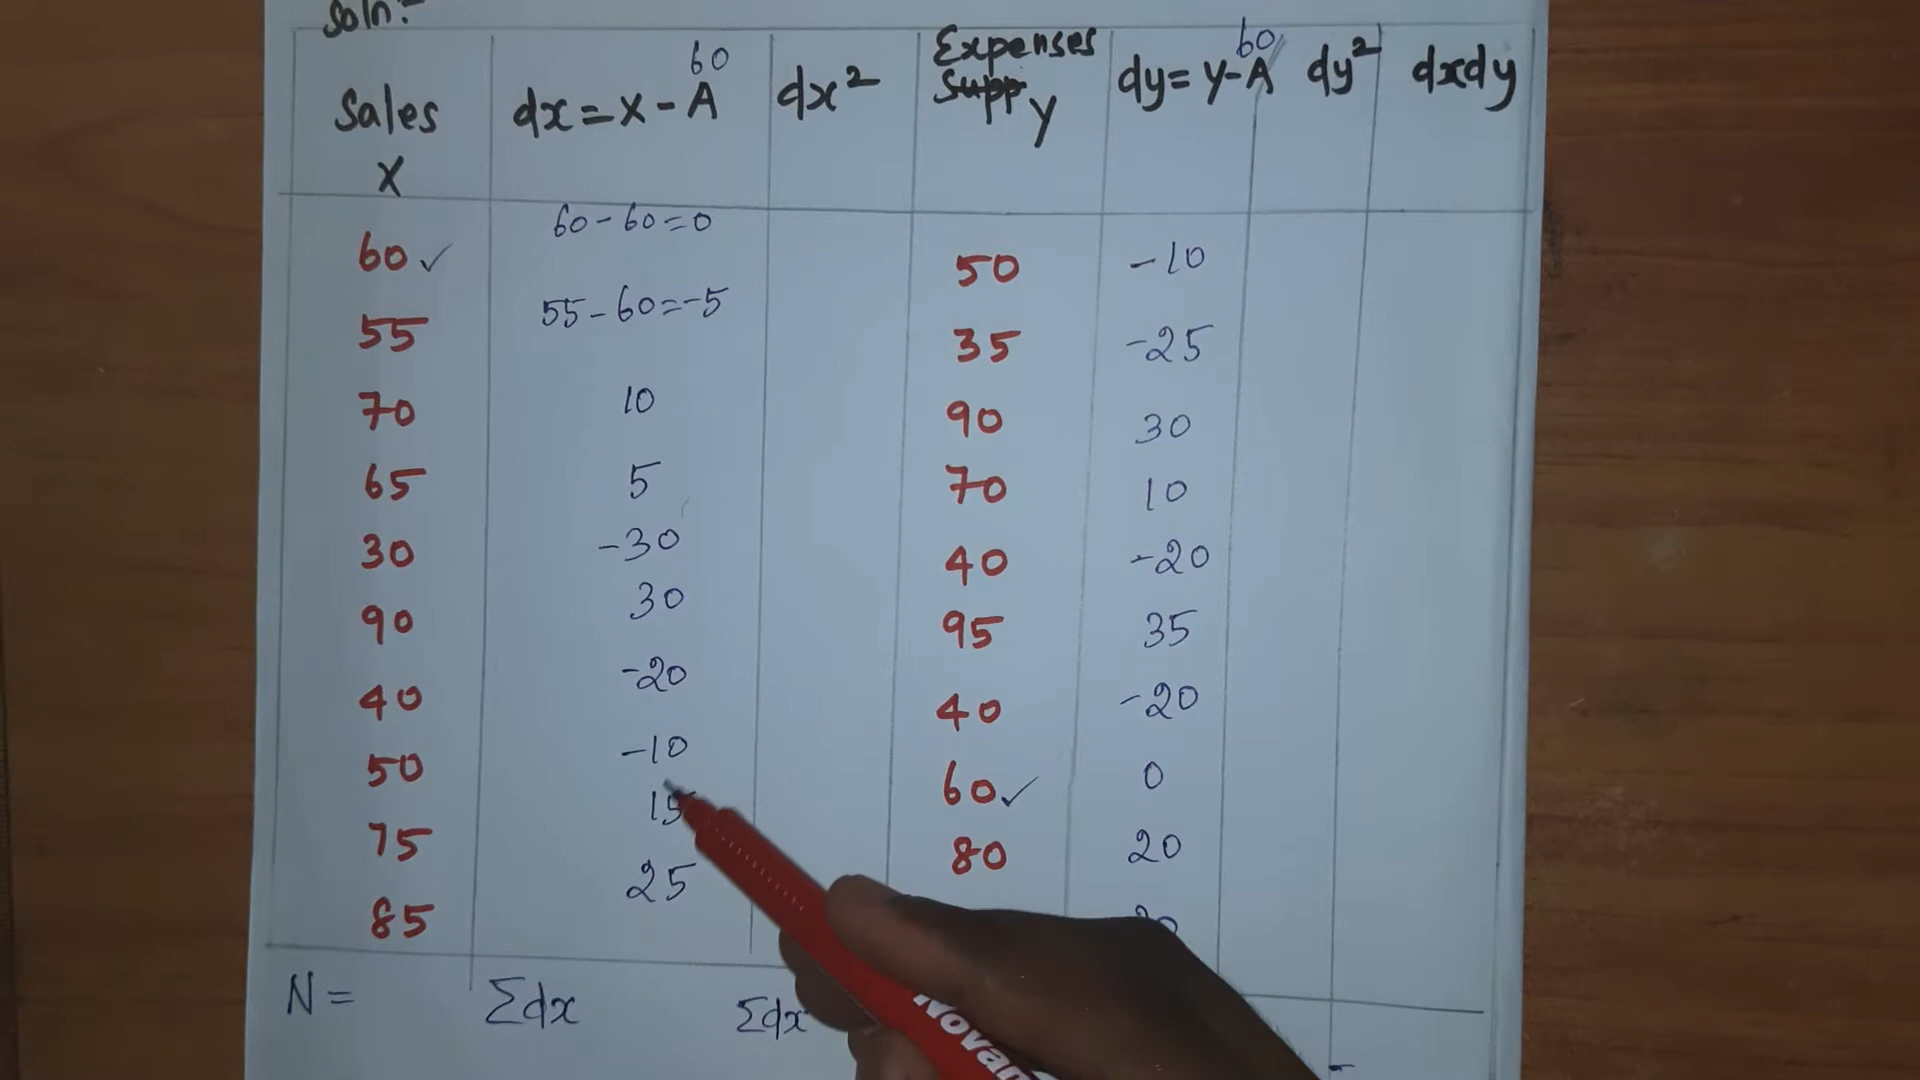 Soln:-
Sales X | dx = x - A 60 | dx² | Expenses Supp Y | dy = y - A 60 | dy² | dxdy
60 ✓ | 60 - 60 = 0 | 50 | -10
55 | 55 - 60 = -5 | 35 | -25
70 | 10 | 90 | 30
65 | 5 | 70 | 10
30 | -30 | 40 | -20
90 | 30 | 95 | 35
40 | -20 | 40 | -20
50 | -10 | 60 ✓ | 0
75 | 15 | 80 | 20
85 | 25
N = | Σdx | Σdx